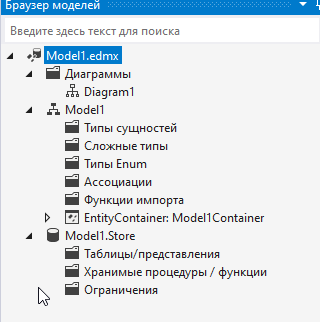 Браузер моделей
Введите здесь текст для поиска
Model1.edmx
Диаграммы
Diagram1
Model1
Типы сущностей
Сложные типы
Типы Enum
Ассоциации
Функции импорта
EntityContainer: Model1Container
Model1.Store
Таблицы/представления
Хранимые процедуры / функции
Ограничения